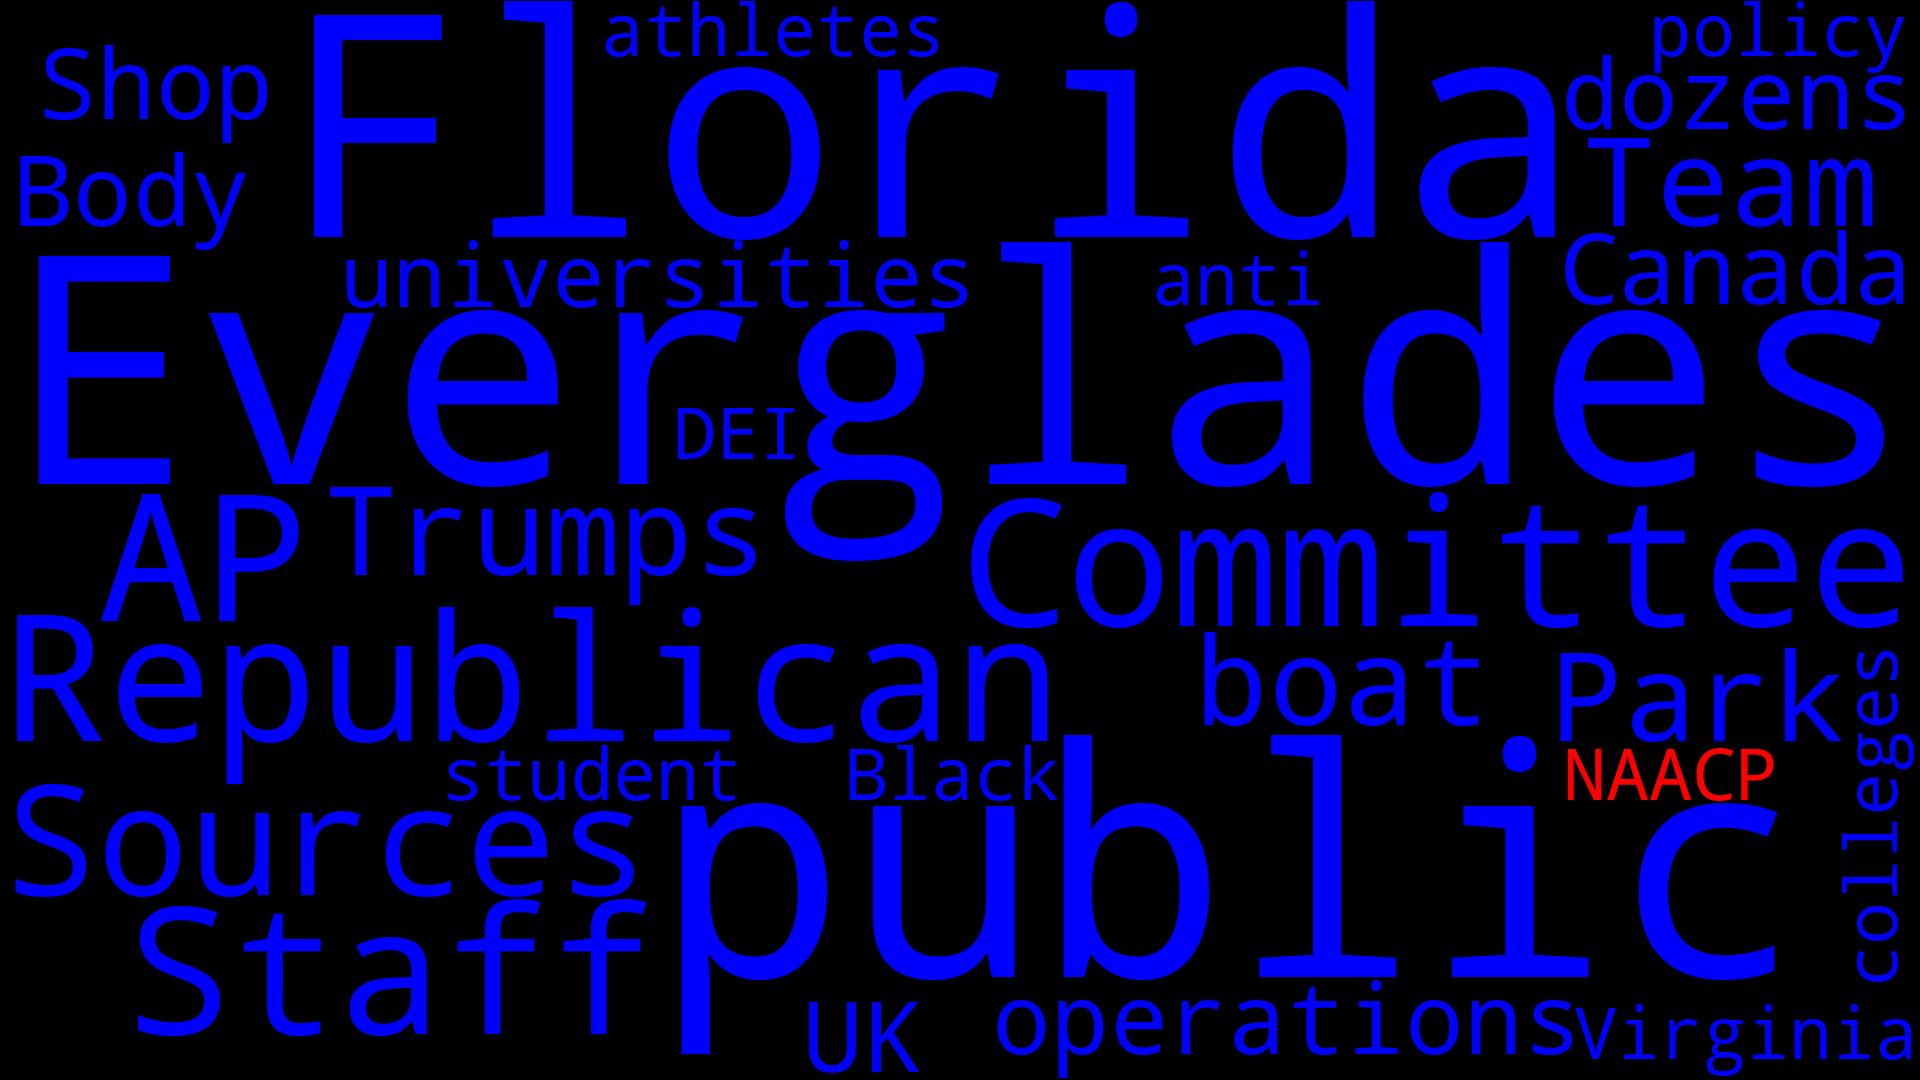 athletes
policy
Shop
Florida
dozens
Body
Team
universities
anti
Canada
Everglades
DEI
AP
Trumps
Committee
Republican
boat
Park
colleges
student
Black
NAACP
Sources
public
Staff
UK
operations
Virginia